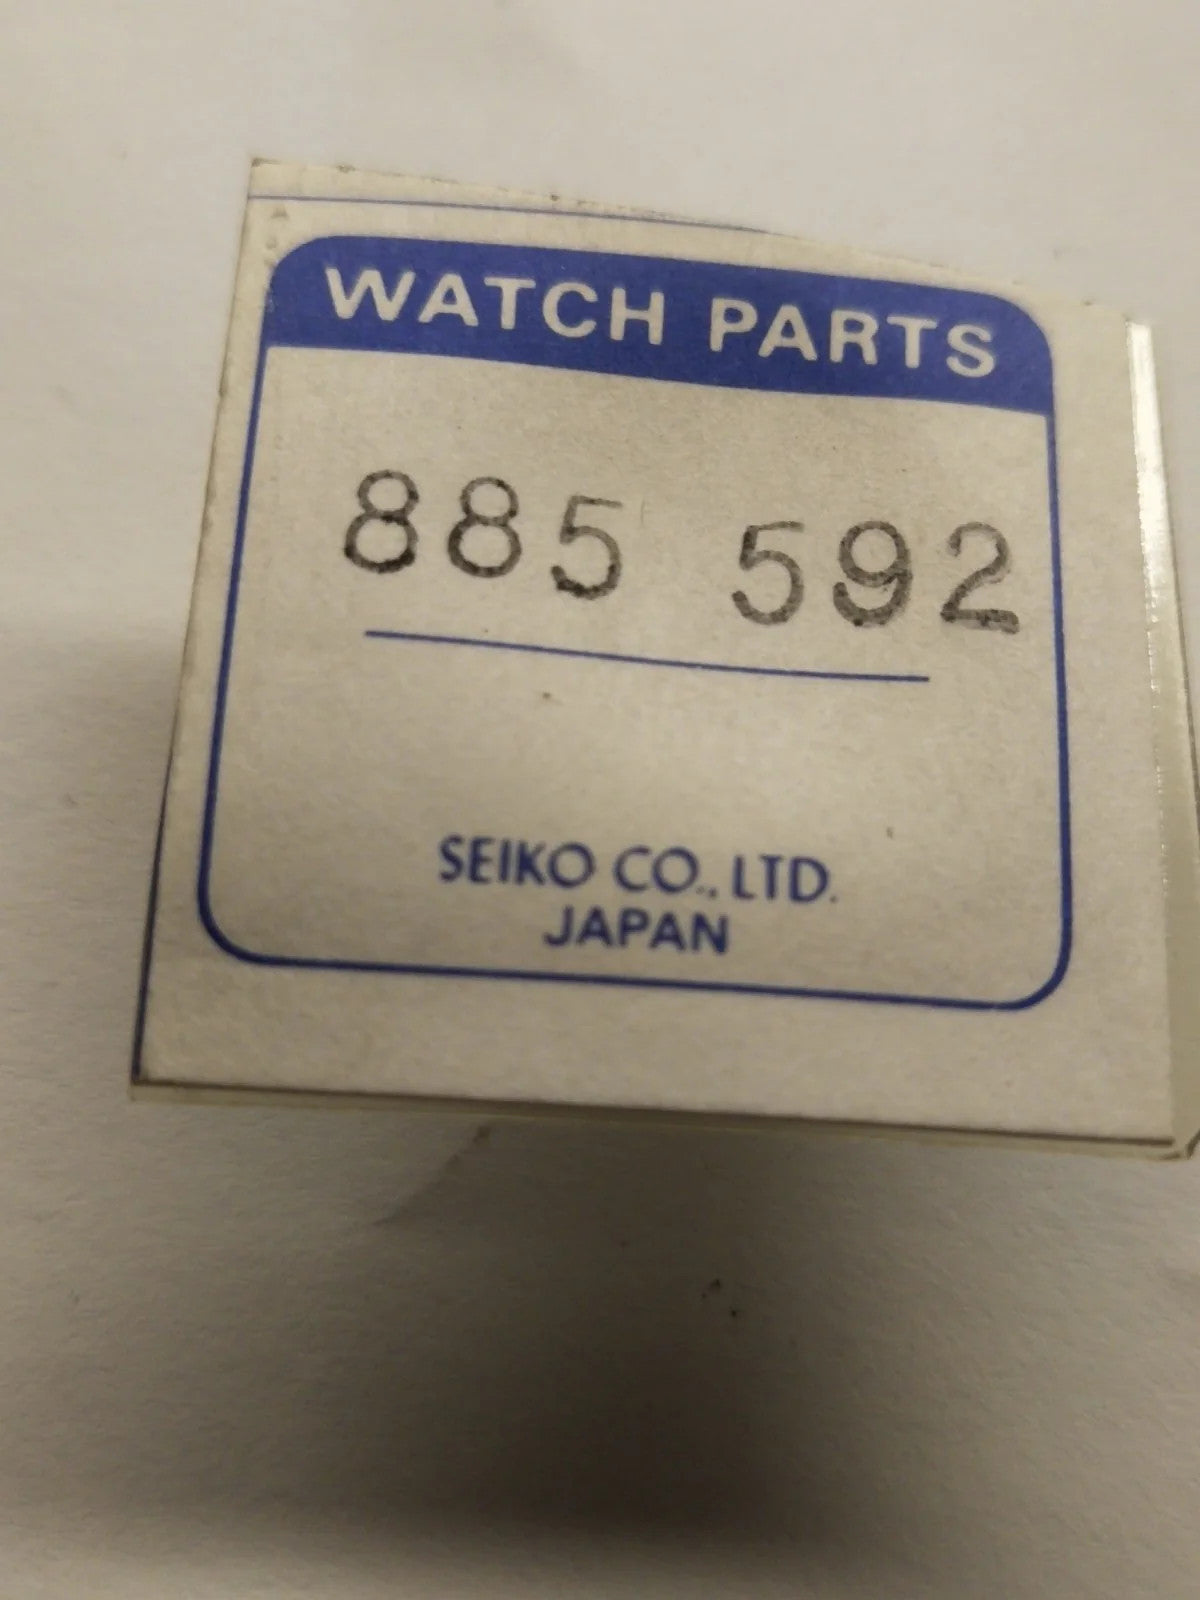 WATCH PARTS
885 592
SEIKO CO., LTD.
JAPAN